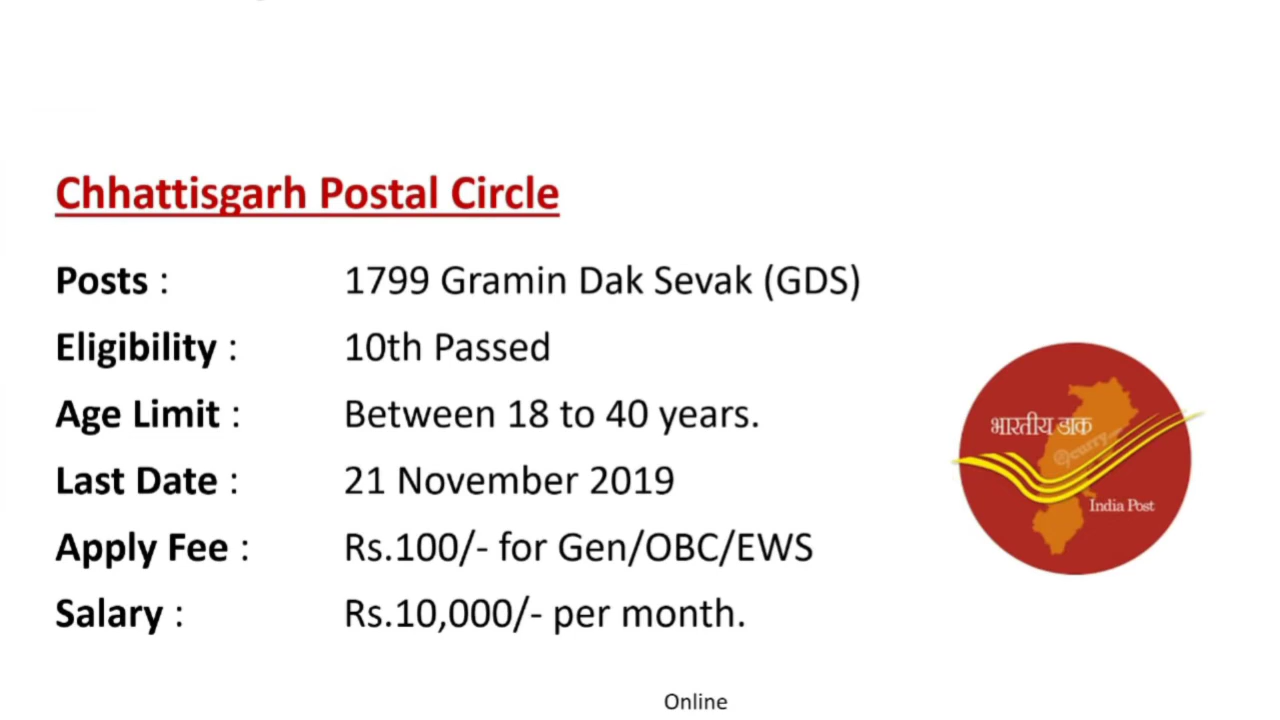 Chhattisgarh Postal Circle
Posts : 1799 Gramin Dak Sevak (GDS)
Eligibility : 10th Passed
Age Limit : Between 18 to 40 years.
Last Date : 21 November 2019
Apply Fee : Rs.100/- for Gen/OBC/EWS
Salary : Rs.10,000/- per month.
भारतीय डाक
India Post
Online